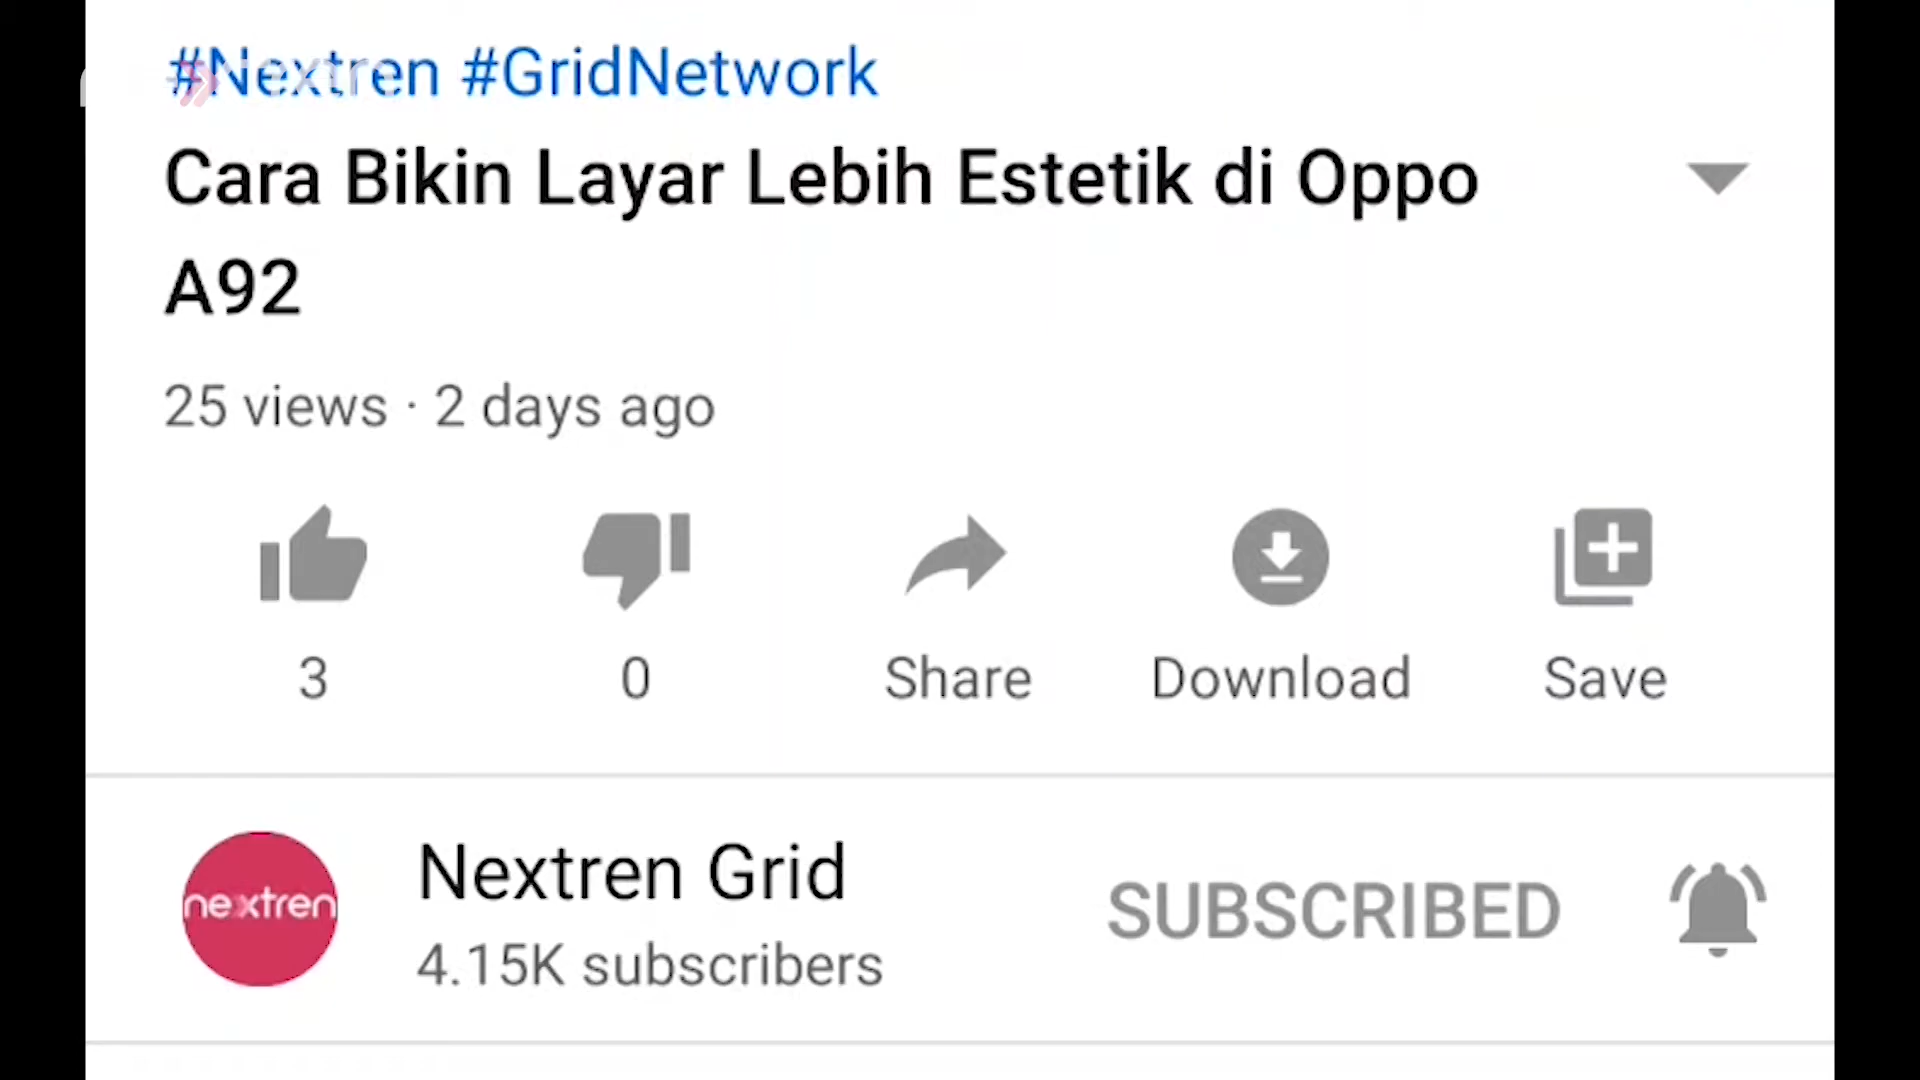 #Nextren #GridNetwork
Cara Bikin Layar Lebih Estetik di Oppo
A92
25 views · 2 days ago
3 0 Share Download Save
nextren
Nextren Grid
SUBSCRIBED
4.15K subscribers